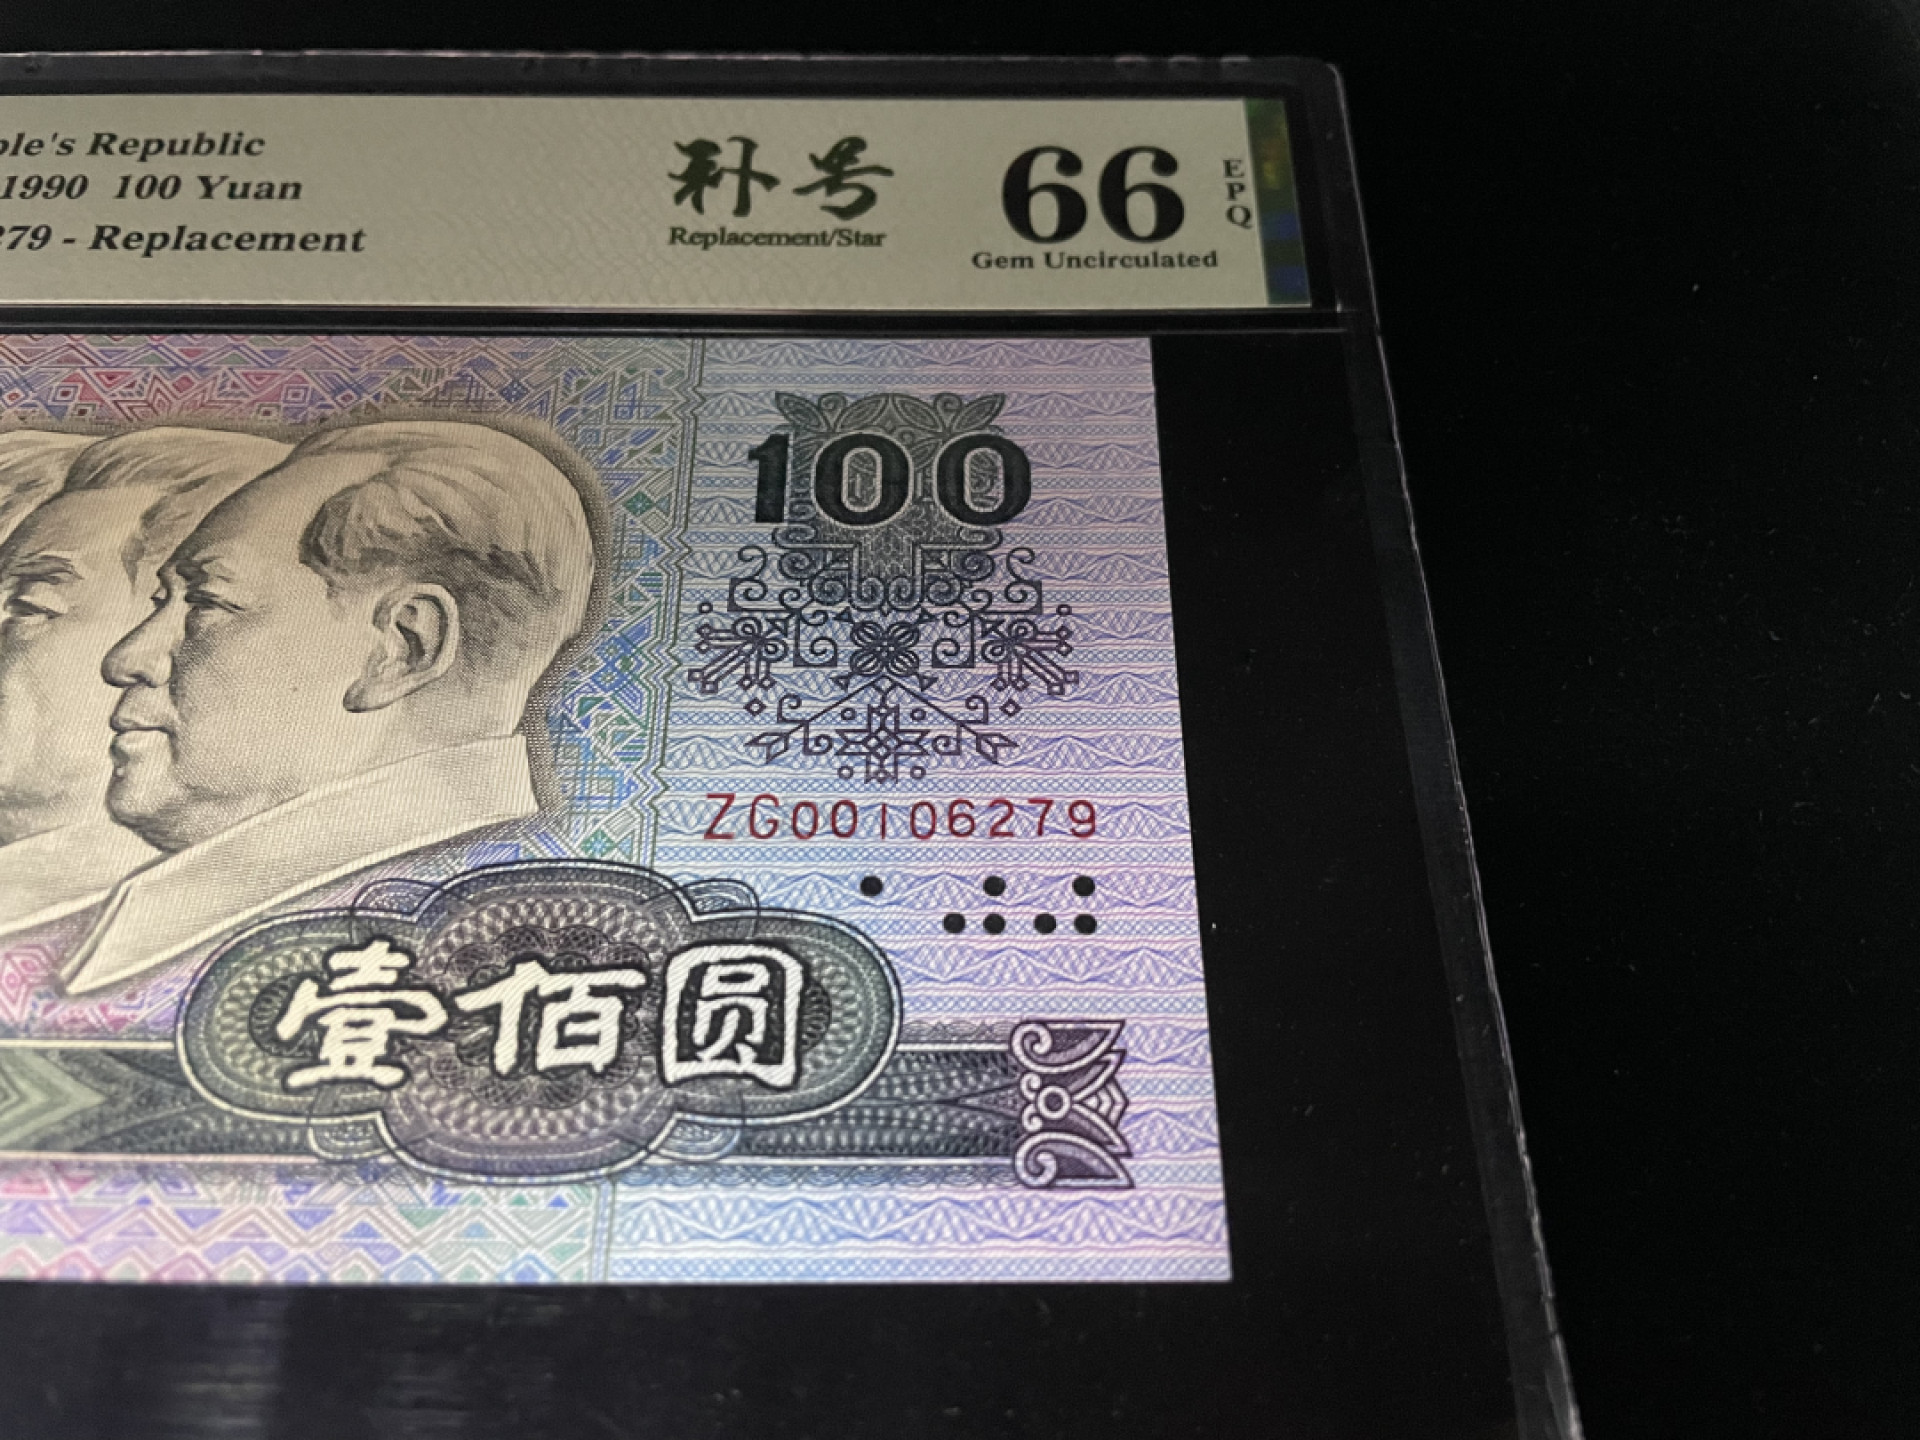 ple's Republic
1990 100 Yuan
279 - Replacement
补号
Replacement/Star
66
EPQ
Gem Uncirculated
100
ZG00106279
壹佰圆